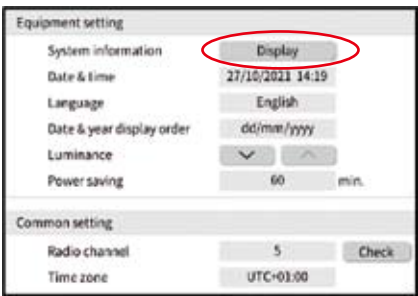 Equipment setting
System information Display
Date & time 27/10/2021 14:19
Language English
Date & year display order dd/mm/yyyy
Luminance
Power saving 60 min.
Common setting
Radio channel 5 Check
Time zone UTC+01:00